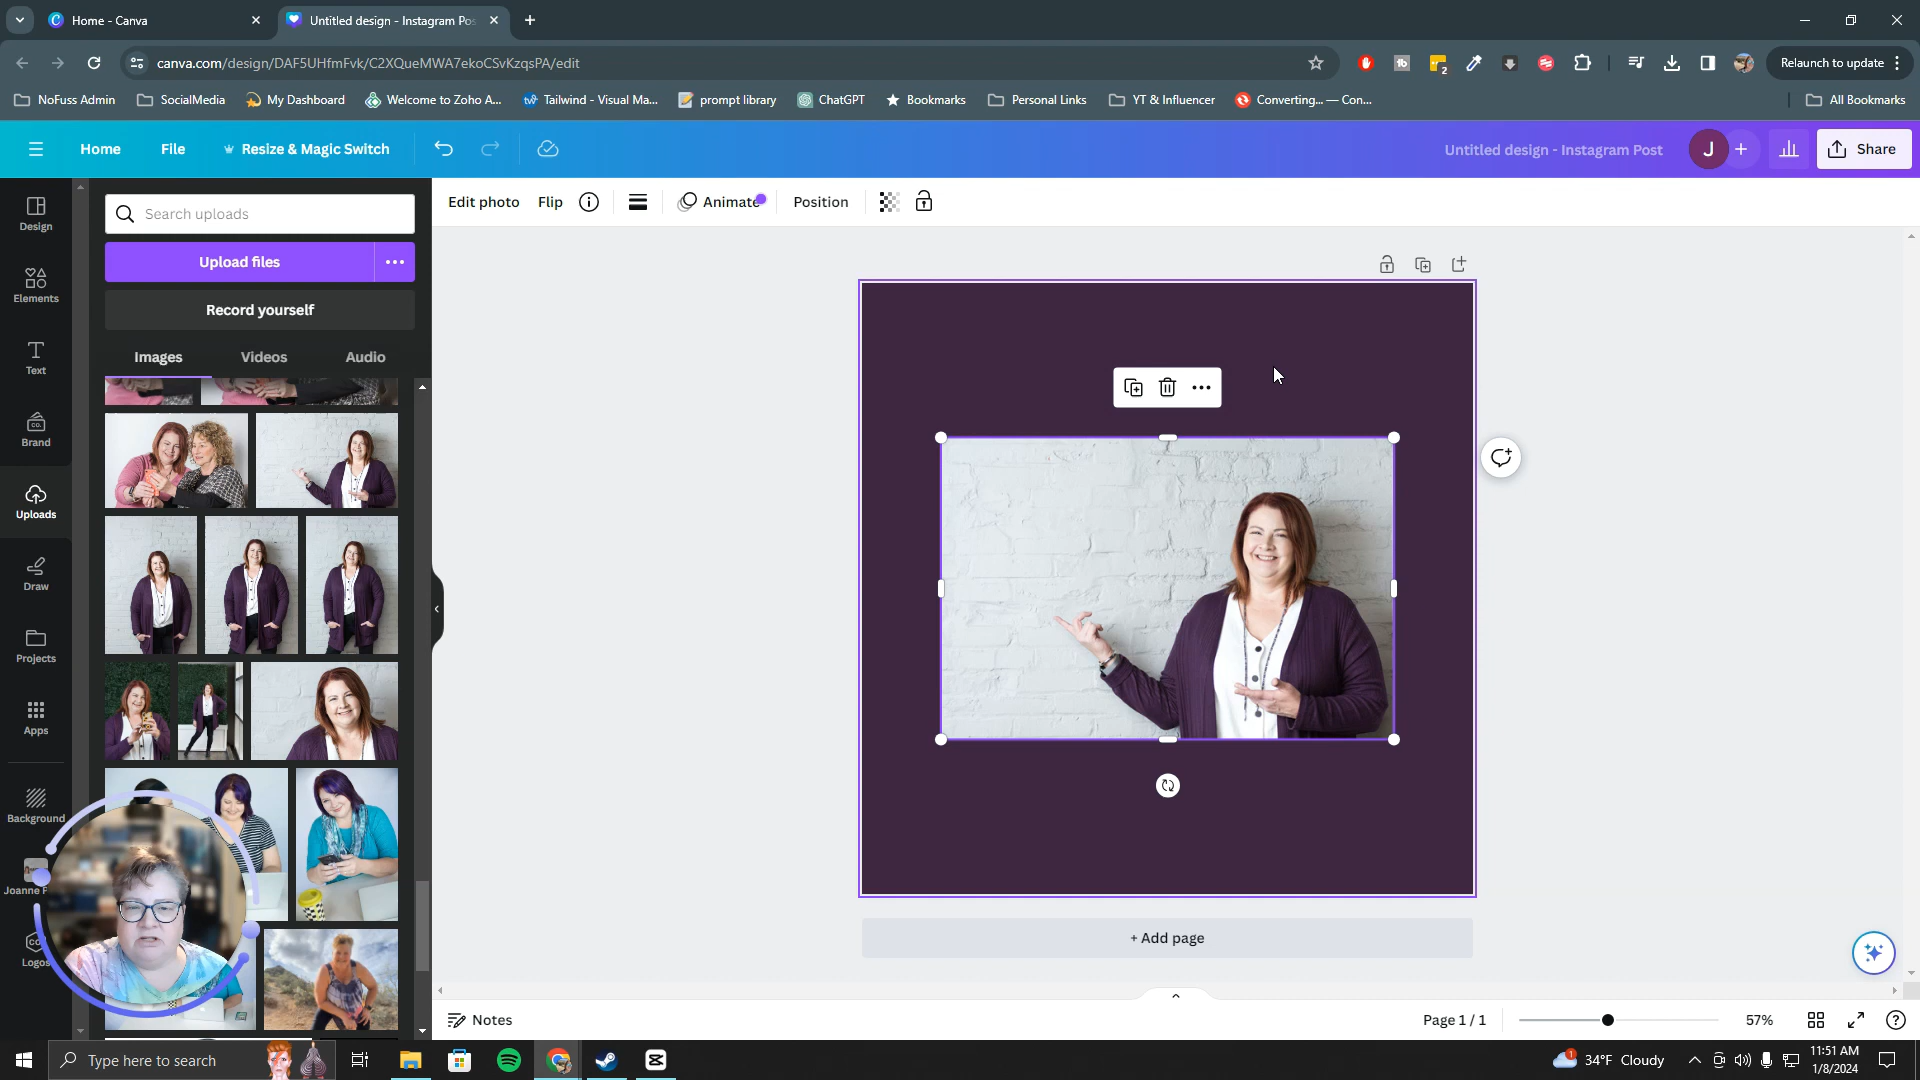 Home - Canva
Untitled design - Instagram Pos
canva.com/design/DAF5UHfmFvk/C2XQueMWA7ekoCSvKzqsPA/edit
Relaunch to update
NoFuss Admin
SocialMedia
My Dashboard
Welcome to Zoho A...
Tailwind - Visual Ma...
prompt library
ChatGPT
Bookmarks
Personal Links
YT & Influencer
Converting... — Con...
All Bookmarks
Home
File
Resize & Magic Switch
Untitled design - Instagram Post
J
Share
Design
Elements
Text
Brand
Uploads
Draw
Projects
Apps
Background
Joanne F
Logos
Search uploads
Upload files
Record yourself
Images
Videos
Audio
Edit photo
Flip
Animate
Position
+ Add page
Notes
Page 1 / 1
57%
Type here to search
34°F Cloudy
11:51 AM
1/8/2024